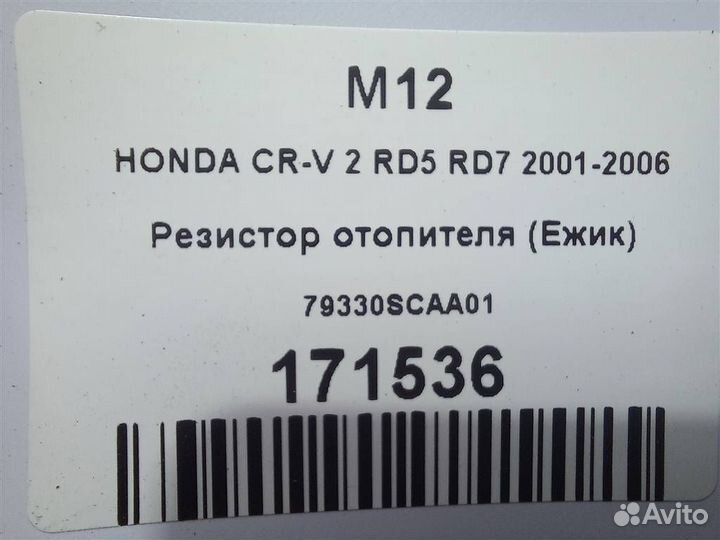 M12
HONDA CR-V 2 RD5 RD7 2001-2006
Резистор отопителя (Ежик)
79330SCAA01
171536
Avito